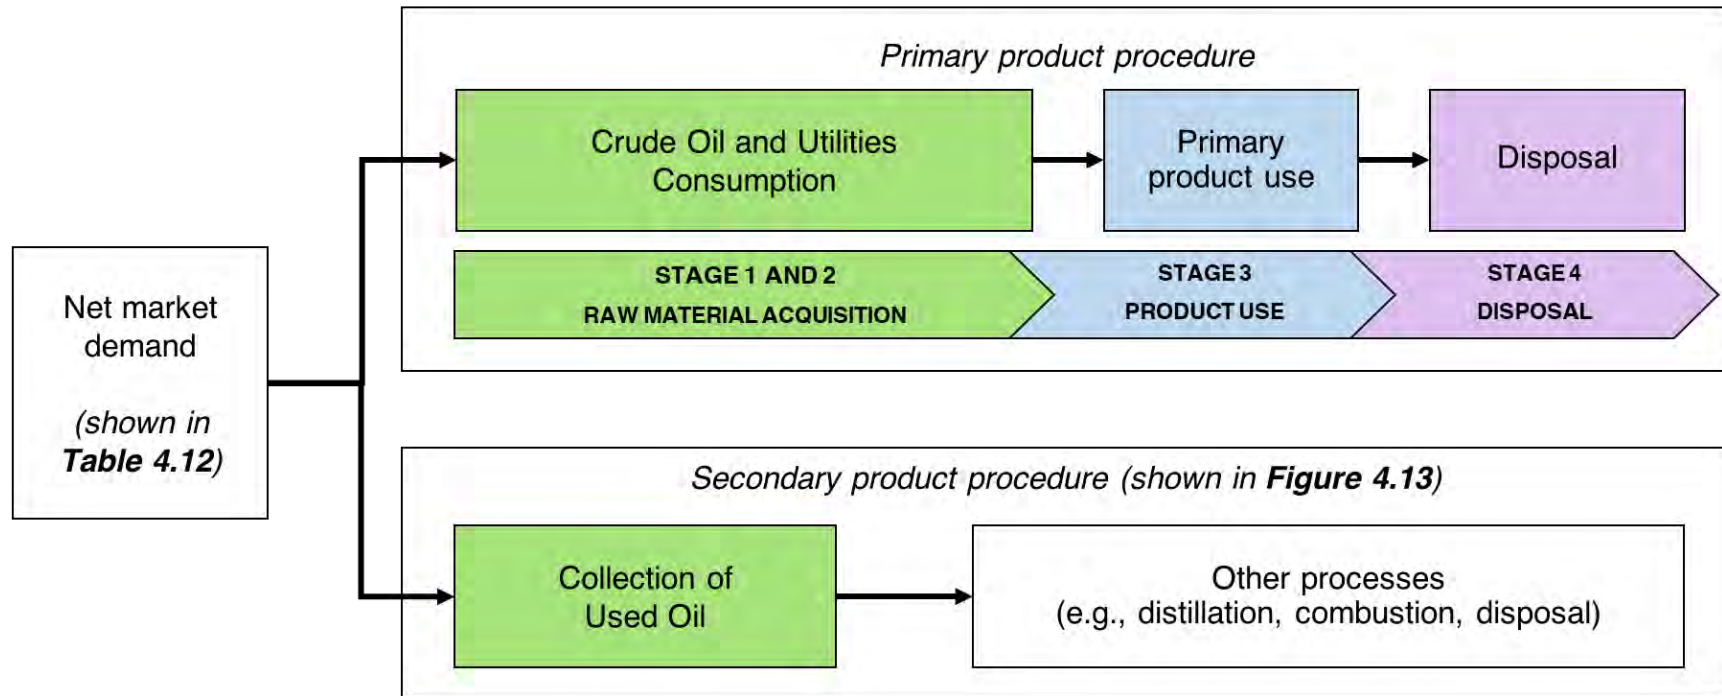 Primary product procedure
Crude Oil and Utilities
Consumption
Primary
product use
Disposal
STAGE 1 AND 2
RAW MATERIAL ACQUISITION
STAGE 3
PRODUCT USE
STAGE 4
DISPOSAL
Net market
demand
(shown in
Table 4.12)
Secondary product procedure (shown in Figure 4.13)
Collection of
Used Oil
Other processes
(e.g., distillation, combustion, disposal)